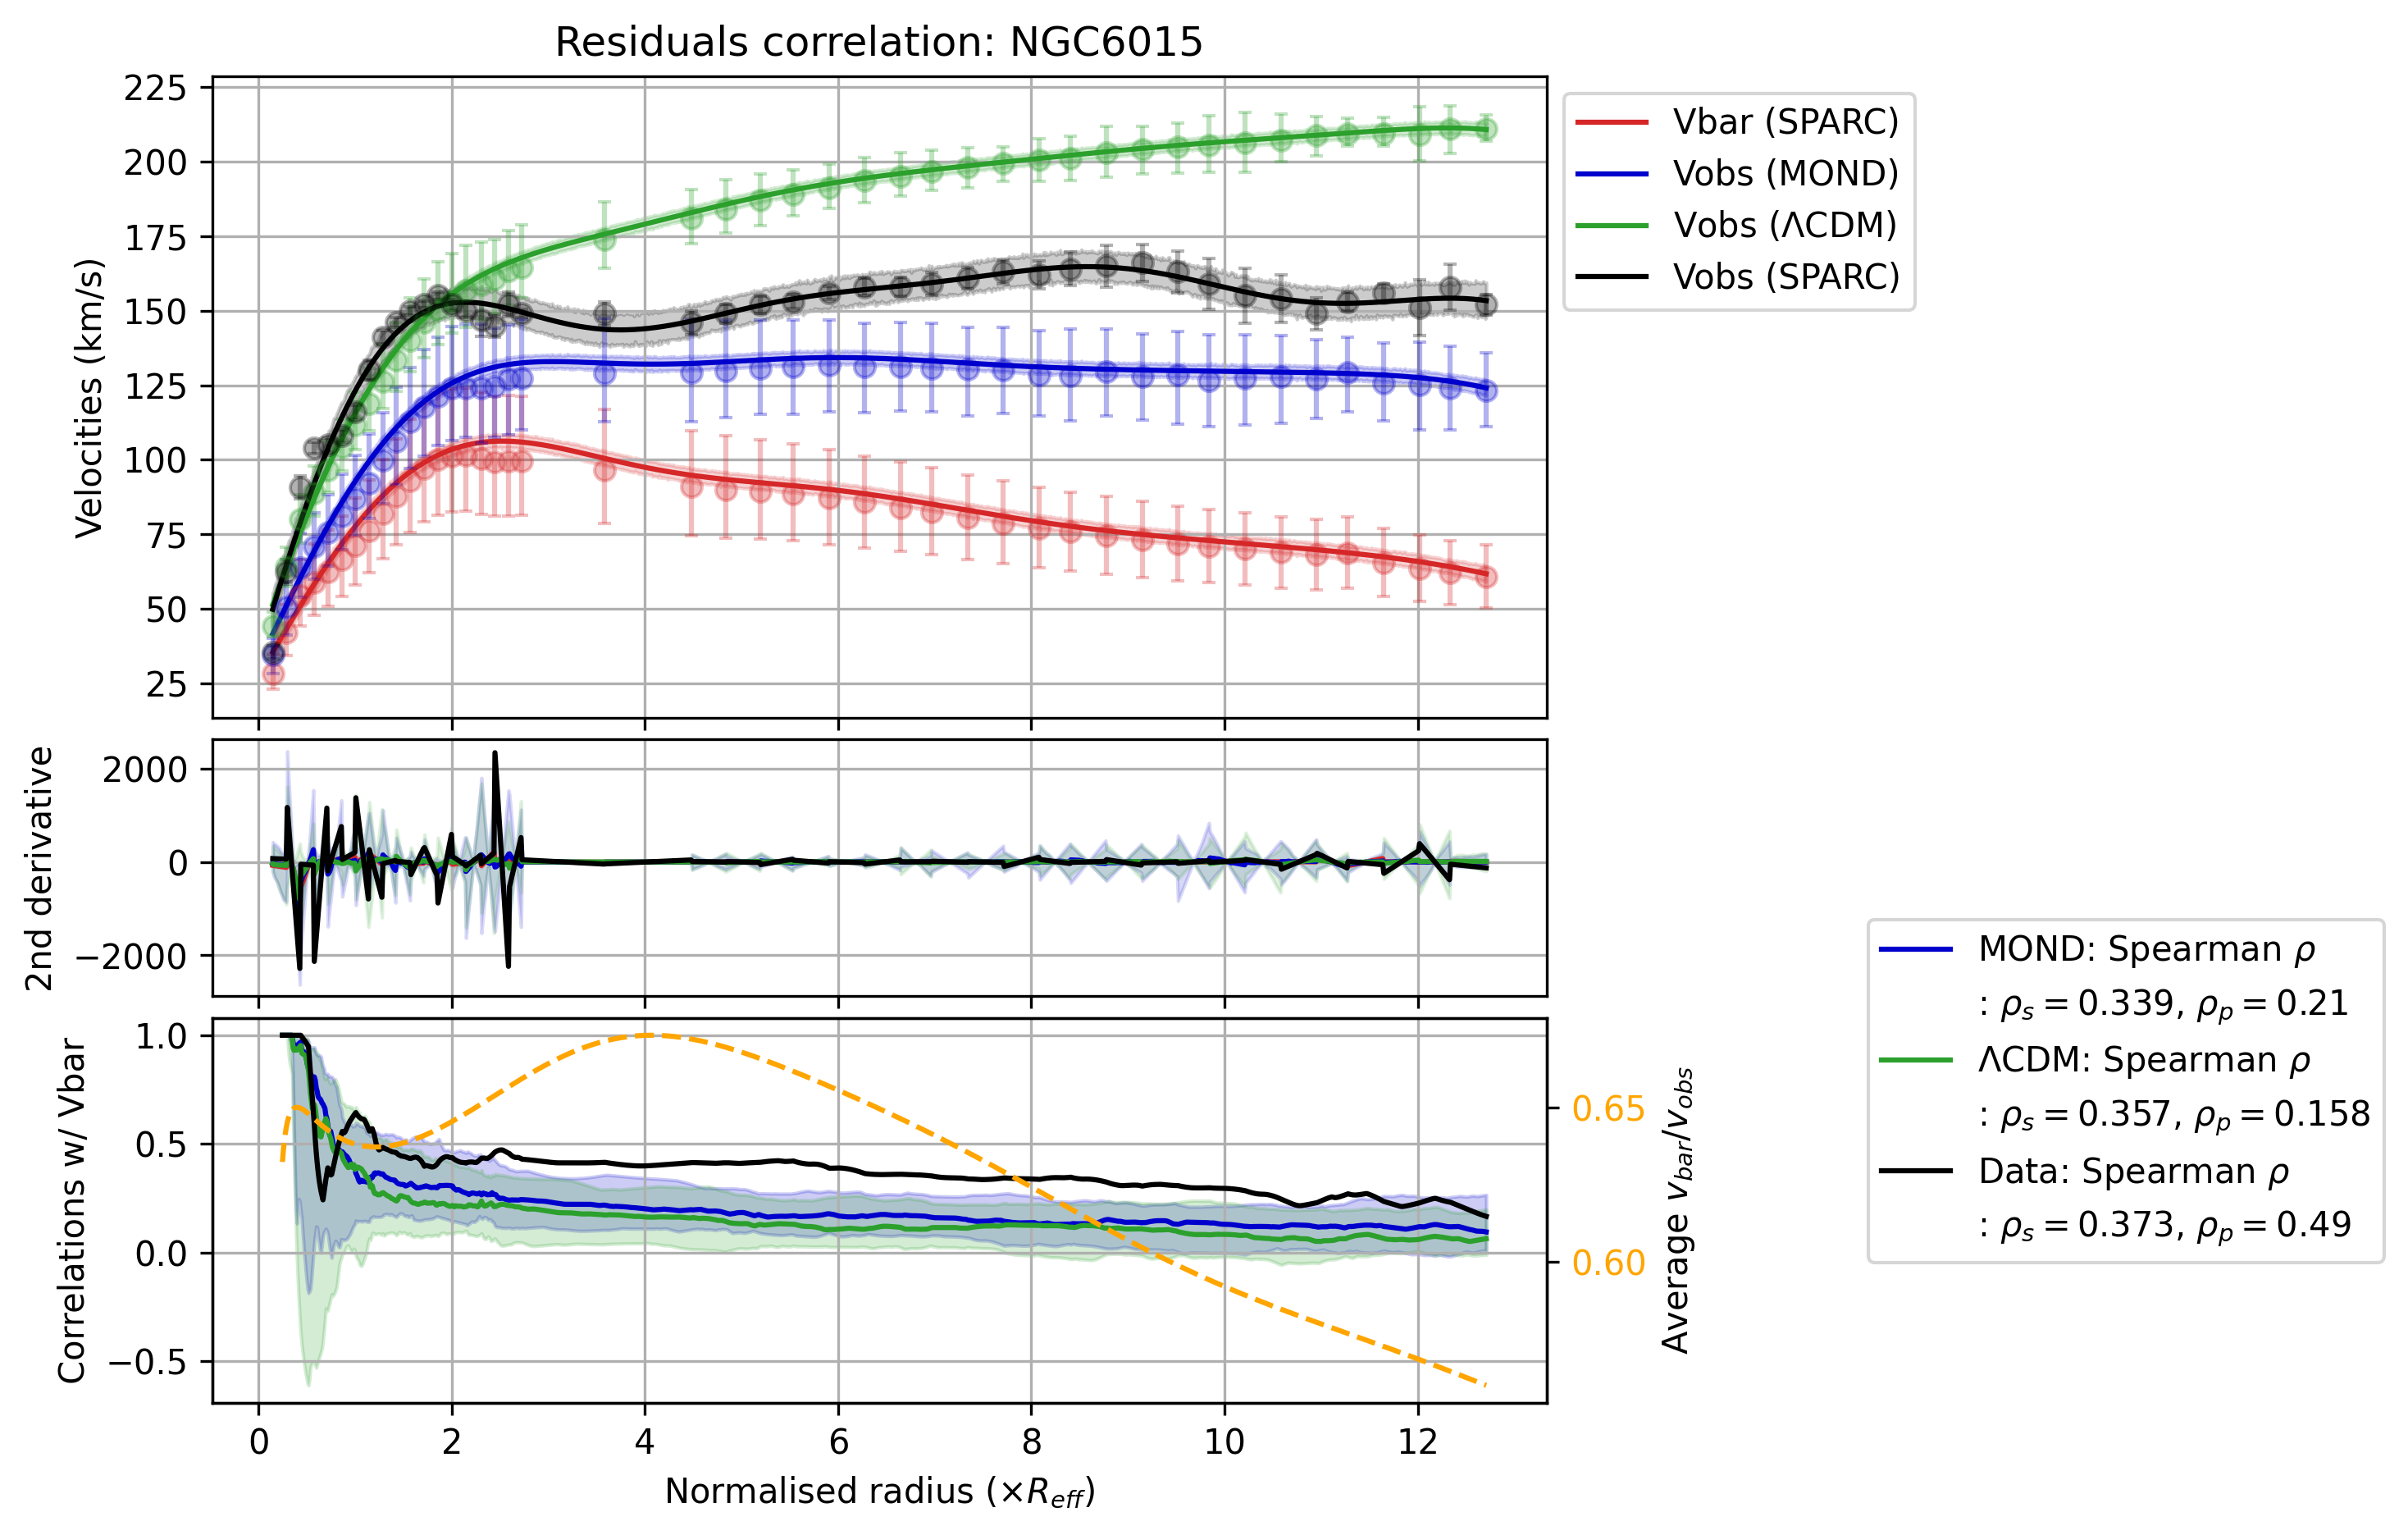 Residuals correlation: NGC6015
Velocities (km/s)
225
200
175
150
125
100
75
50
25
Vbar (SPARC)
Vobs (MOND)
Vobs (ΛCDM)
Vobs (SPARC)
2nd derivative
2000
0
−2000
Correlations w/ Vbar
1.0
0.5
0.0
−0.5
0.65
0.60
Average v_bar/v_obs
MOND: Spearman ρ
: ρ_s = 0.339, ρ_p = 0.21
ΛCDM: Spearman ρ
: ρ_s = 0.357, ρ_p = 0.158
Data: Spearman ρ
: ρ_s = 0.373, ρ_p = 0.49
0 2 4 6 8 10 12
Normalised radius (×R_eff)